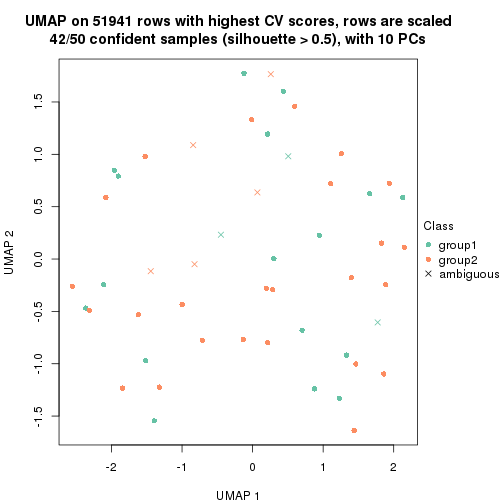 UMAP on 51941 rows with highest CV scores, rows are scaled
42/50 confident samples (silhouette > 0.5), with 10 PCs
1.5
1.0
0.5
0.0
-0.5
-1.0
-1.5
UMAP 2
-2
-1
0
1
2
UMAP 1
Class
group1
group2
ambiguous